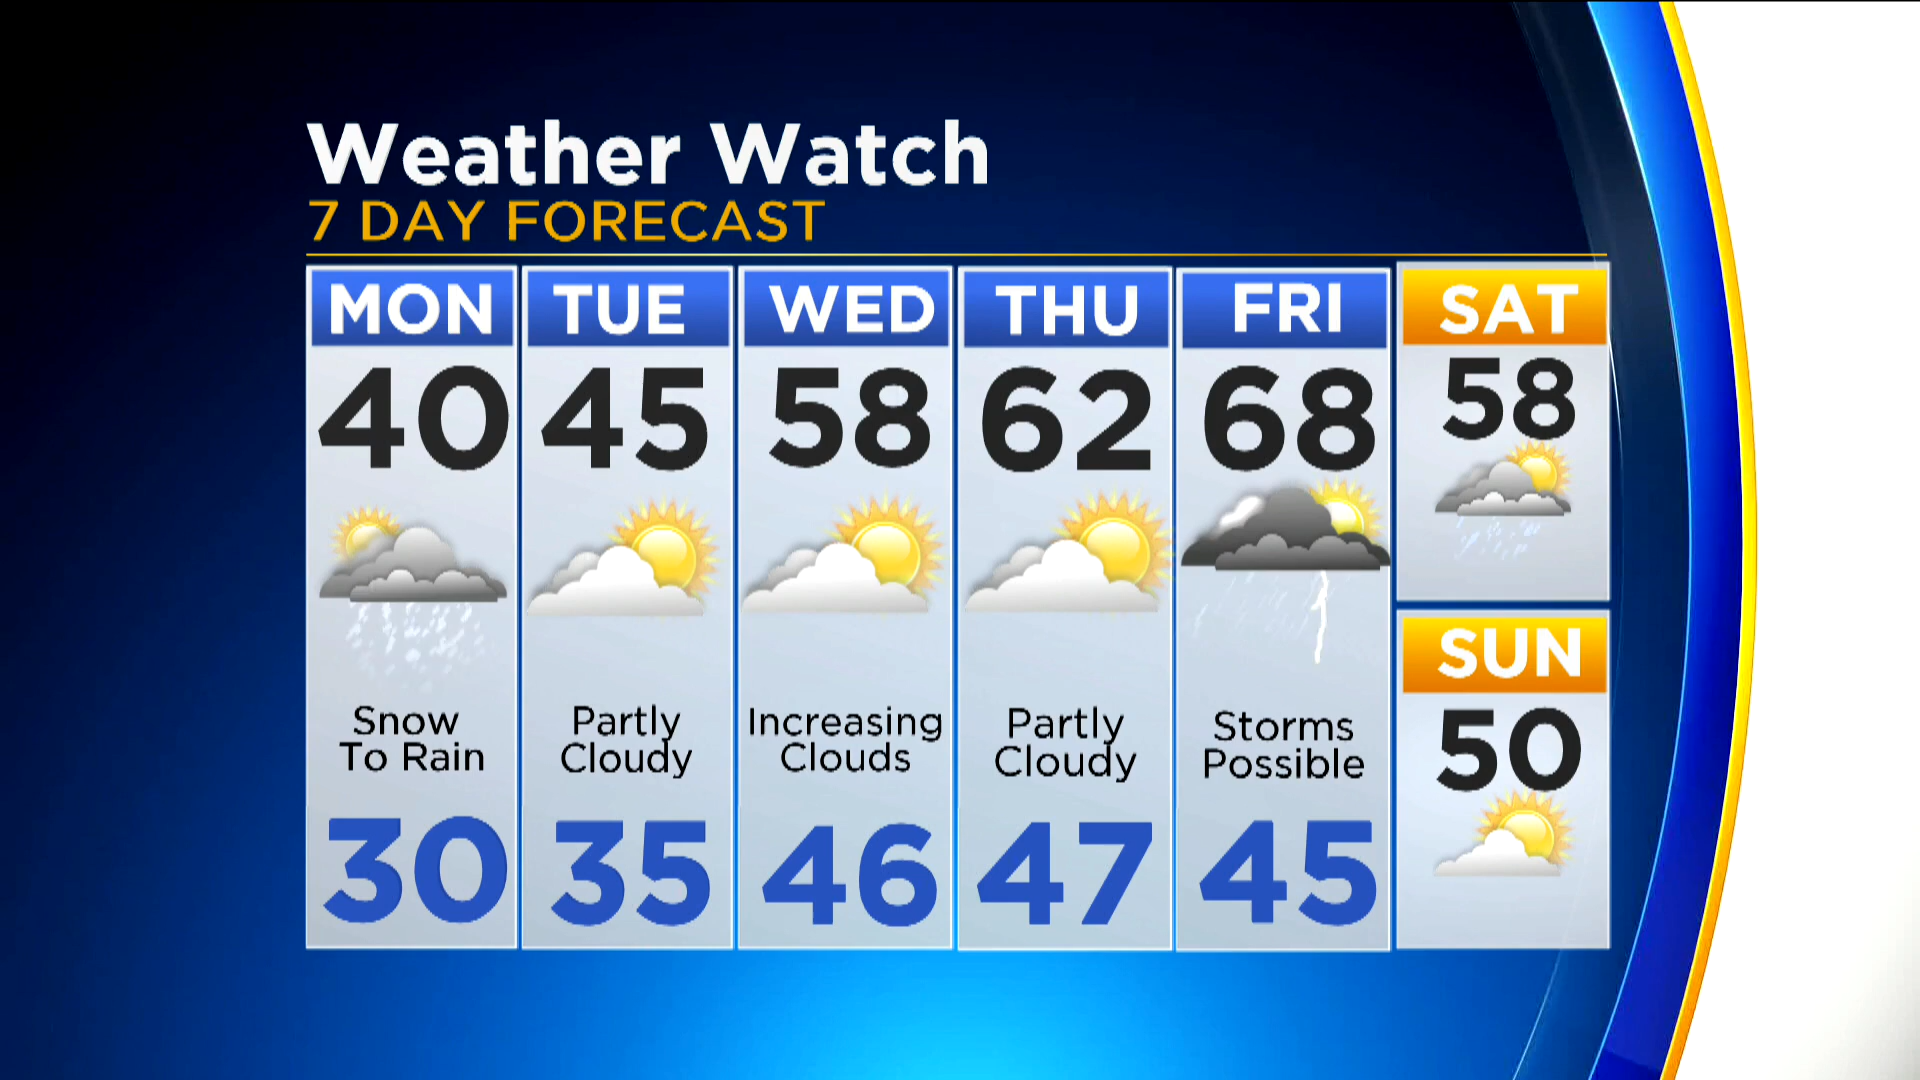 Weather Watch
7 DAY FORECAST
MON
40
Snow
To Rain
30
TUE
45
Partly
Cloudy
35
WED
58
Increasing
Clouds
46
THU
62
Partly
Cloudy
47
FRI
68
Storms
Possible
45
SAT
58
SUN
50